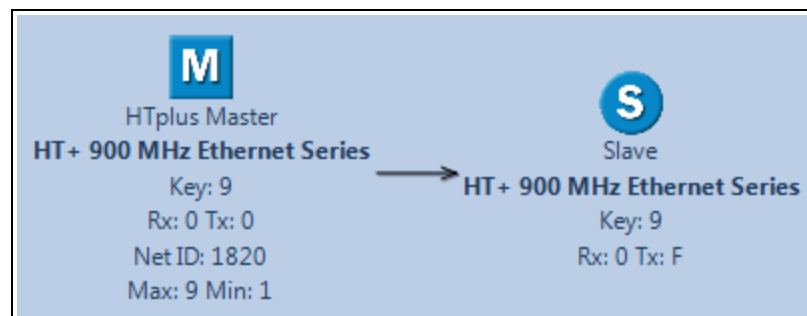 M
HTplus Master
HT+ 900 MHz Ethernet Series
Key: 9
Rx: 0 Tx: 0
Net ID: 1820
Max: 9 Min: 1
S
Slave
HT+ 900 MHz Ethernet Series
Key: 9
Rx: 0 Tx: F